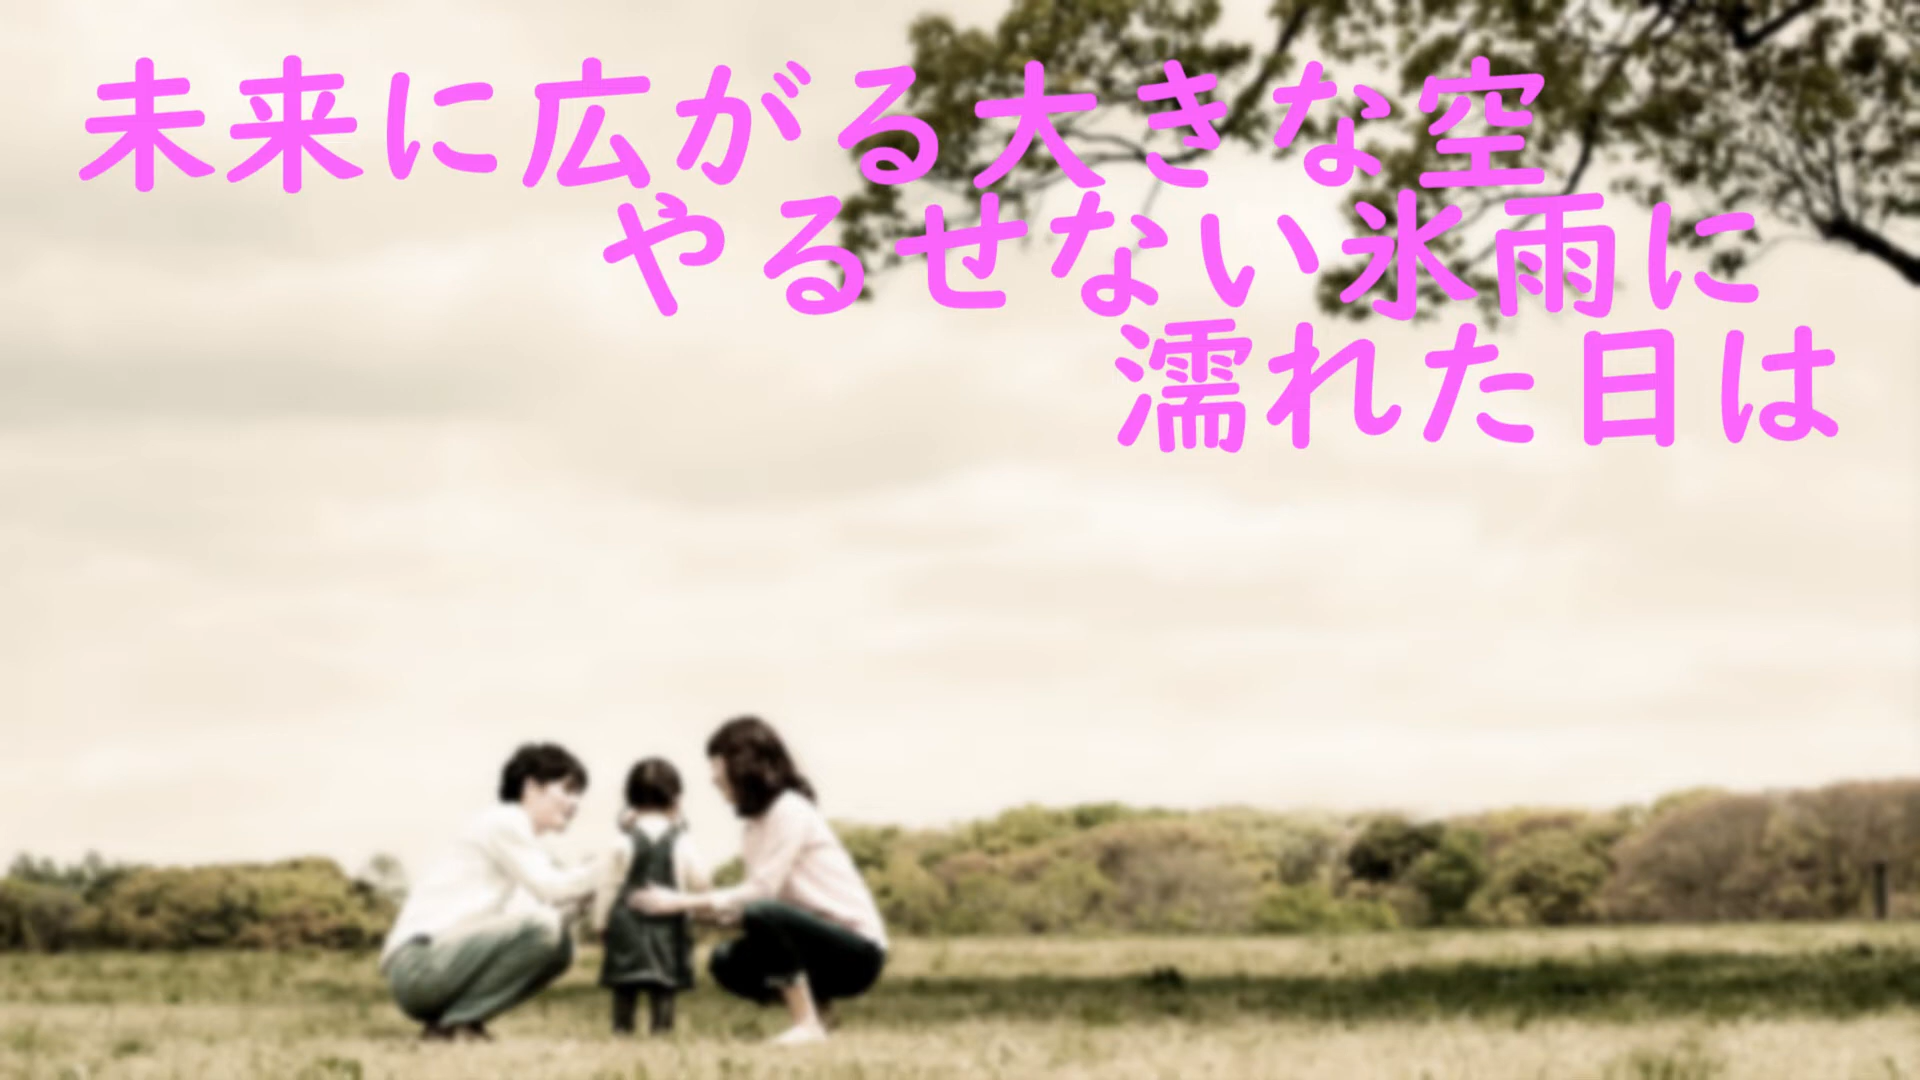 未来に広がる大きな空
やるせない氷雨に
濡れた日は